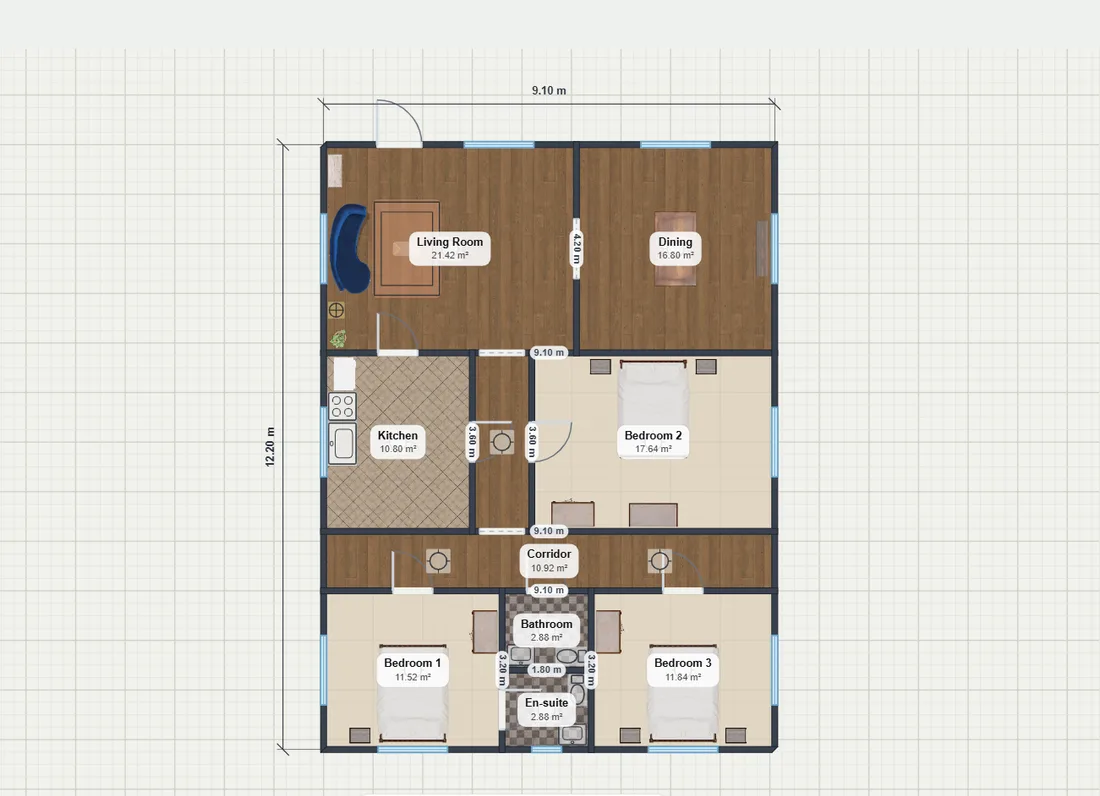 9.10 m
12.20 m
Living Room
21.42 m²
4.20 m
Dining
16.80 m²
9.10 m
Kitchen
10.80 m²
3.60 m
3.60 m
Bedroom 2
17.64 m²
9.10 m
Corridor
10.92 m²
9.10 m
Bathroom
2.88 m²
Bedroom 1
11.52 m²
3.20 m
1.80 m
3.20 m
Bedroom 3
11.84 m²
En-suite
2.88 m²